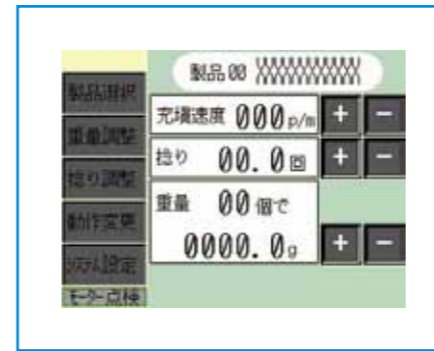 製品00 XXXXXXXXXX
製品選択
充填速度 000p/m + -
重量調整
捻り 00.0回 + -
捻り調整
重量 00個で
動作変更
0000.0g + -
システム設定
モーター点検